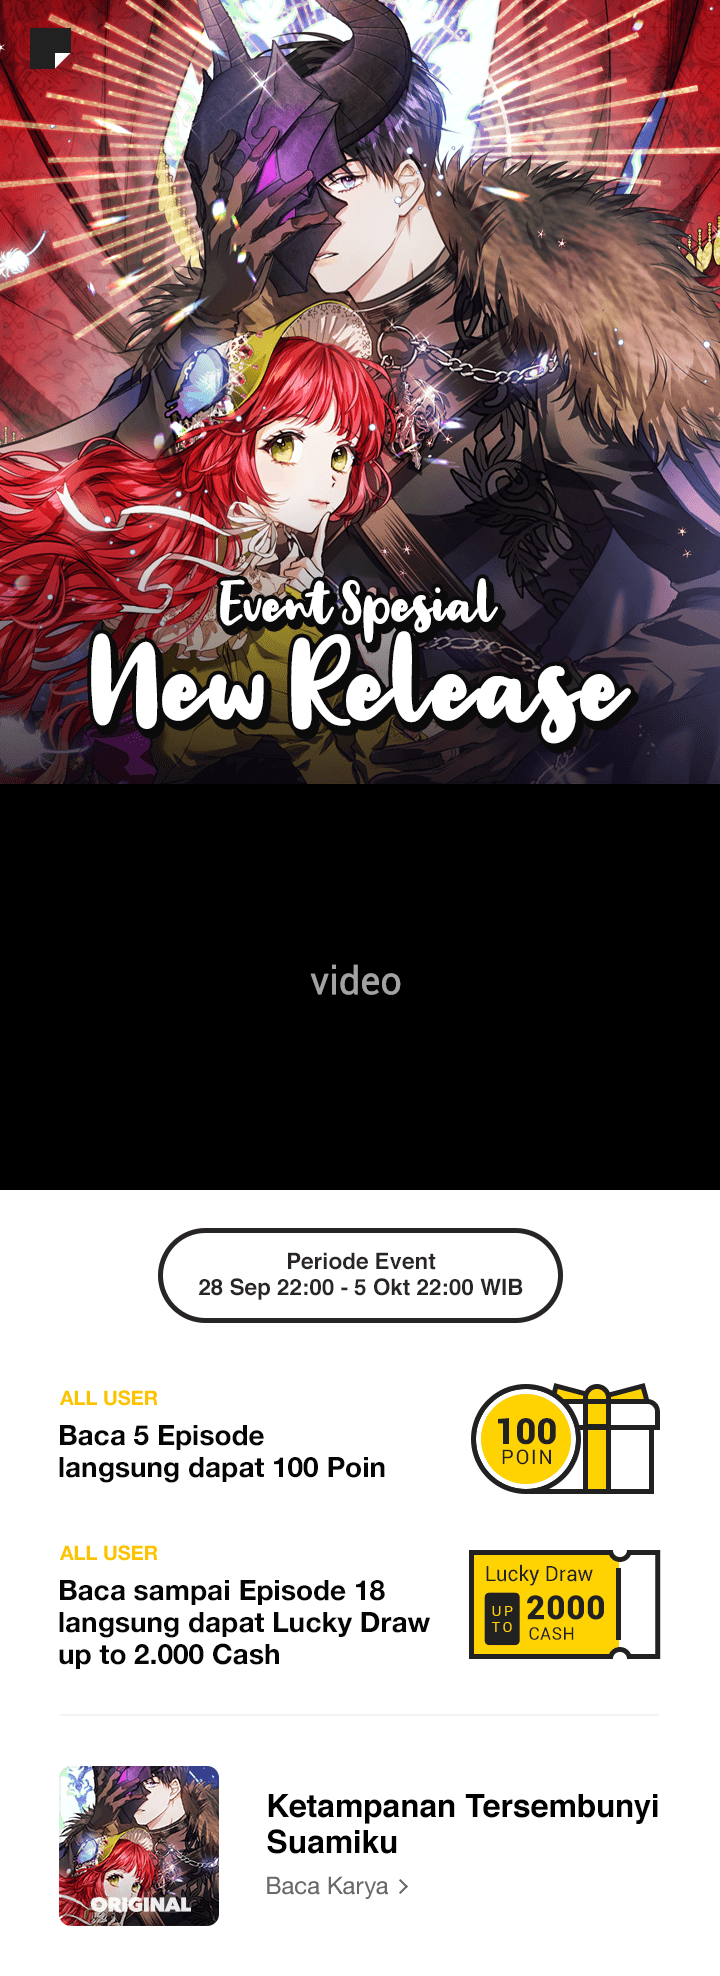 Event Spesial
New Release
video
Periode Event
28 Sep 22:00 - 5 Okt 22:00 WIB
ALL USER
Baca 5 Episode
langsung dapat 100 Poin
100
POIN
ALL USER
Baca sampai Episode 18
langsung dapat Lucky Draw
up to 2.000 Cash
Lucky Draw
UP TO 2000
CASH
Ketampanan Tersembunyi
Suamiku
Baca Karya >
ORIGINAL